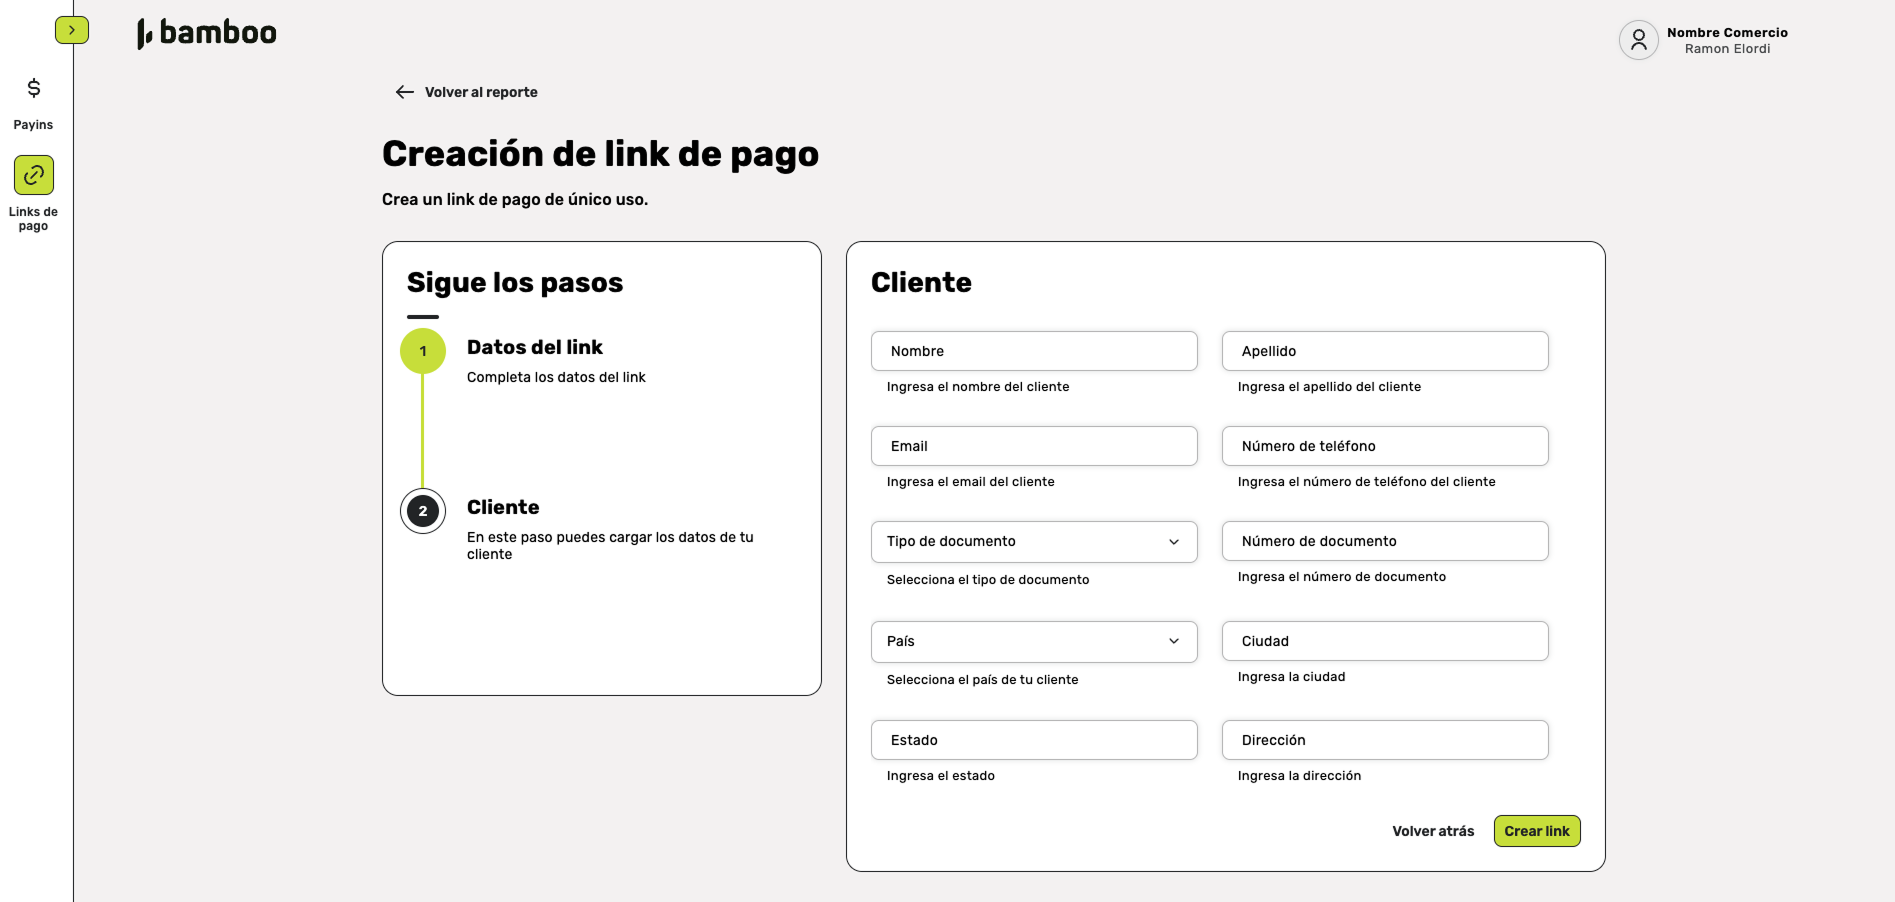 bamboo
Nombre Comercio
Ramon Elordi
$
Payins
Links de
pago
Volver al reporte
Creación de link de pago
Crea un link de pago de único uso.
Sigue los pasos
1
Datos del link
Completa los datos del link
2
Cliente
En este paso puedes cargar los datos de tu
cliente
Cliente
Nombre
Ingresa el nombre del cliente
Apellido
Ingresa el apellido del cliente
Email
Ingresa el email del cliente
Número de teléfono
Ingresa el número de teléfono del cliente
Tipo de documento
Selecciona el tipo de documento
Número de documento
Ingresa el número de documento
País
Selecciona el país de tu cliente
Ciudad
Ingresa la ciudad
Estado
Ingresa el estado
Dirección
Ingresa la dirección
Volver atrás
Crear link